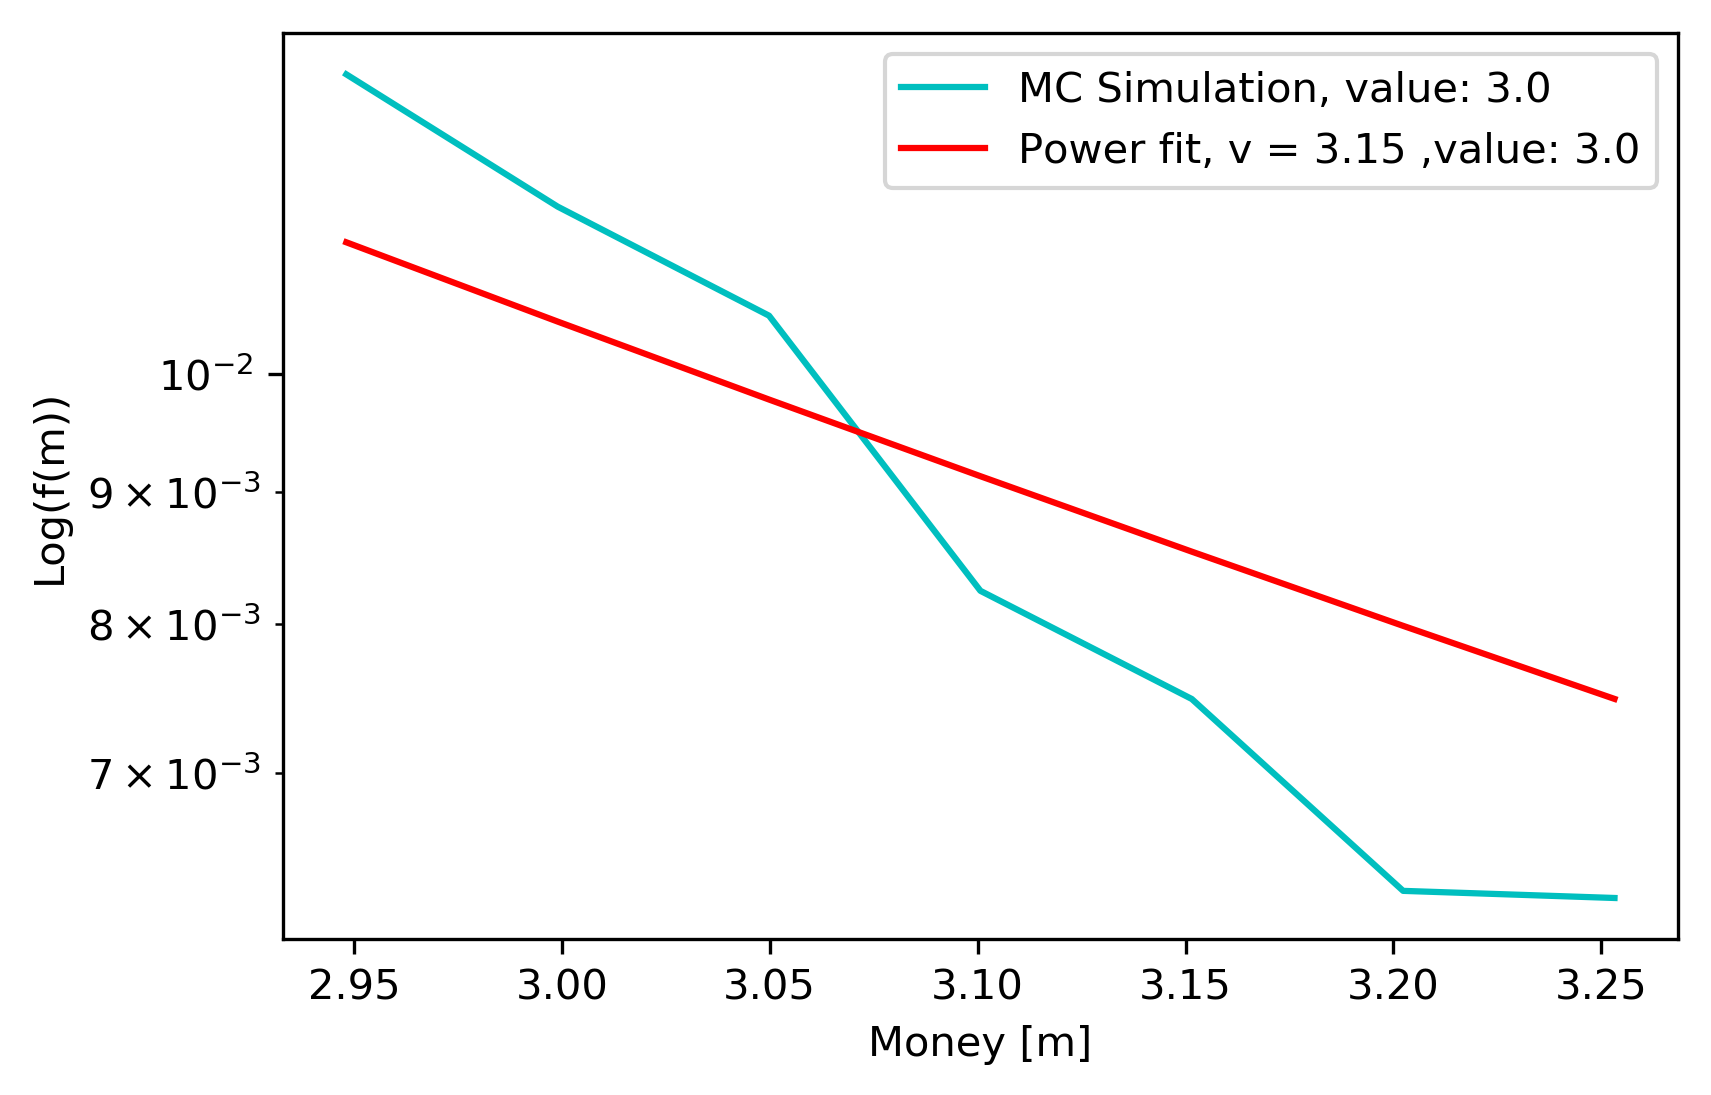 MC Simulation, value: 3.0
Power fit, v = 3.15 ,value: 3.0
Log(f(m))
10⁻²
9 × 10⁻³
8 × 10⁻³
7 × 10⁻³
2.95 3.00 3.05 3.10 3.15 3.20 3.25
Money [m]